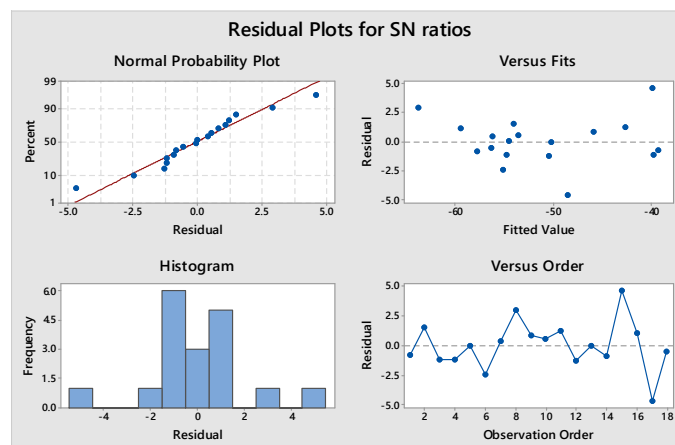 Residual Plots for SN ratios
Normal Probability Plot
99
90
50
10
1
Percent
-5.0 -2.5 0.0 2.5 5.0
Residual
Versus Fits
5.0
2.5
0.0
-2.5
-5.0
Residual
-60 -50 -40
Fitted Value
Histogram
6.0
4.5
3.0
1.5
0.0
Frequency
-4 -2 0 2 4
Residual
Versus Order
5.0
2.5
0.0
-2.5
-5.0
Residual
2 4 6 8 10 12 14 16 18
Observation Order